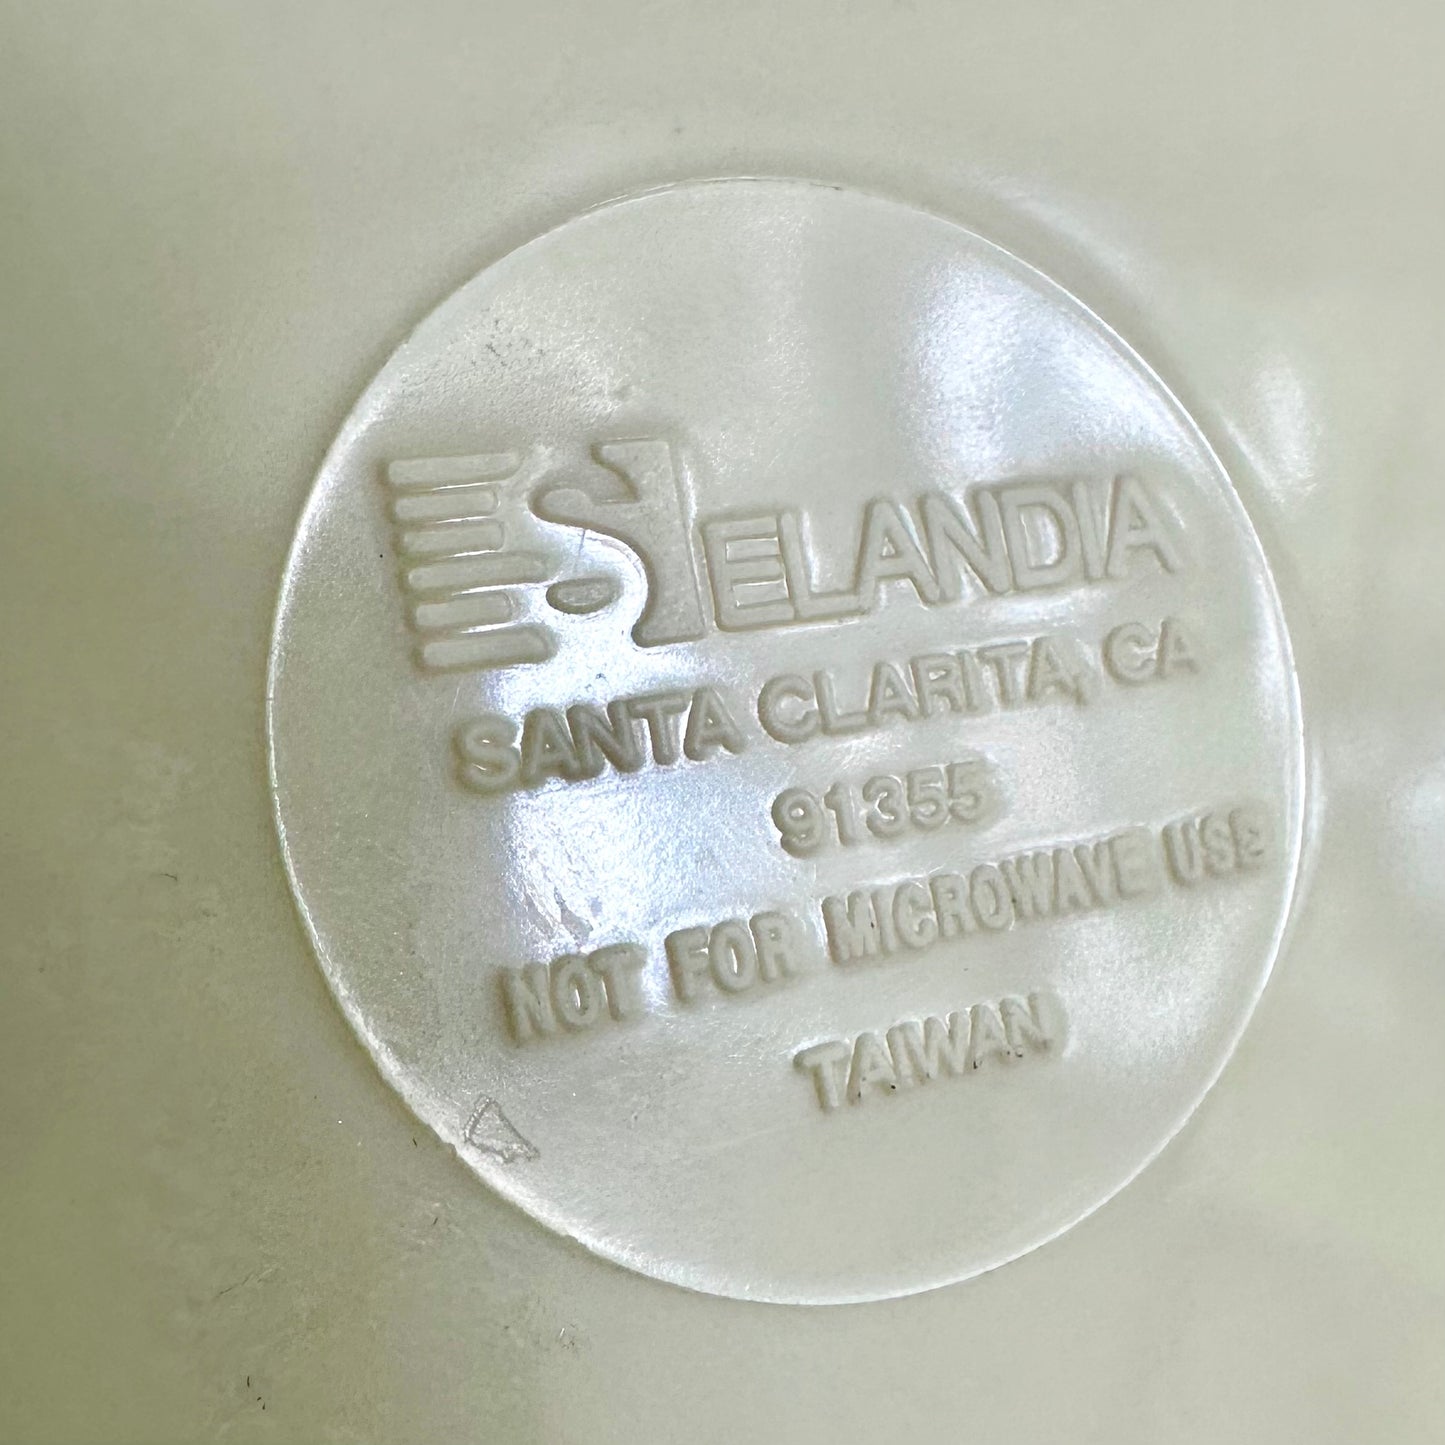 SELANDIA
SANTA CLARITA, CA
91355
NOT FOR MICROWAVE USE
TAIWAN